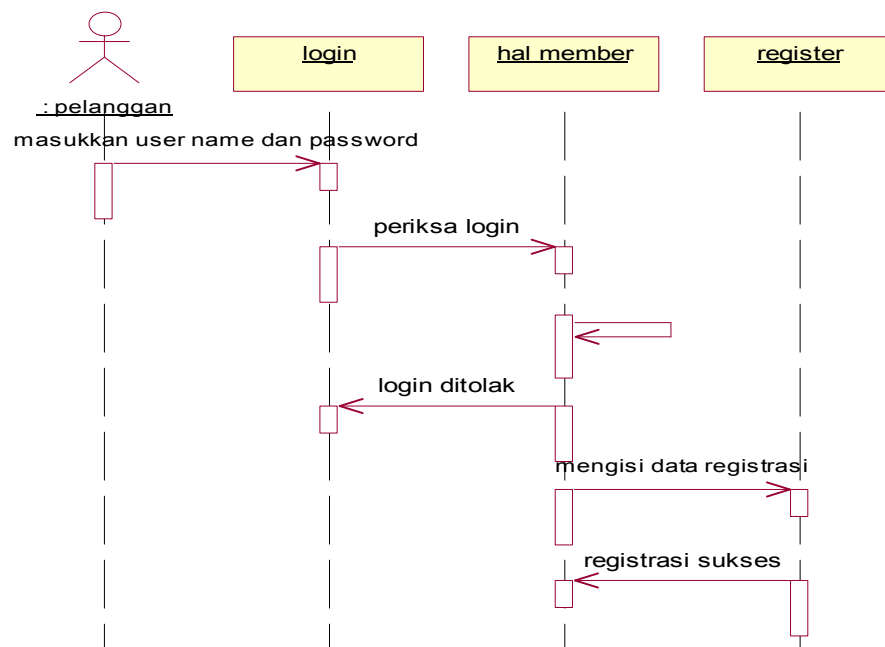 login
hal member
register
: pelanggan
masukkan user name dan password
periksa login
login ditolak
mengisi data registrasi
registrasi sukses